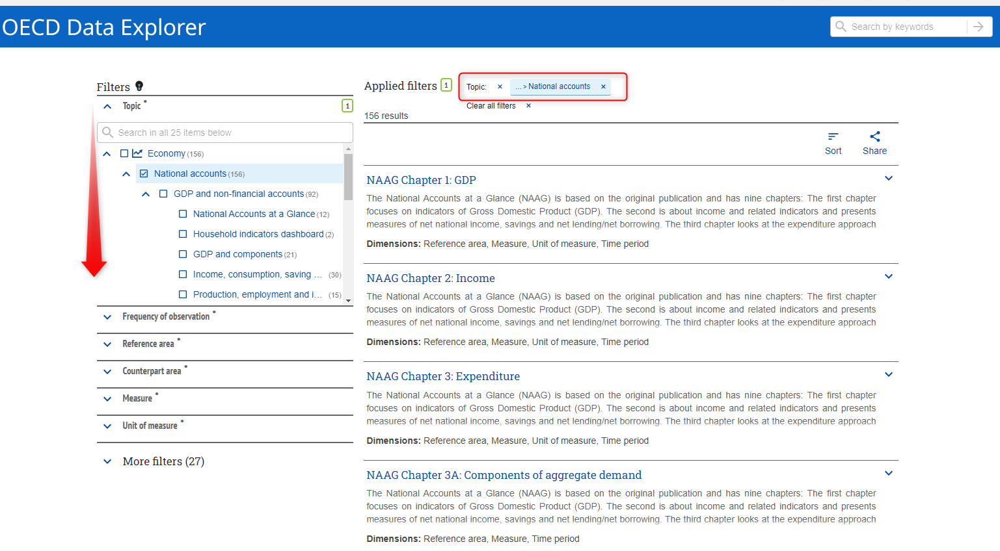 OECD Data Explorer
Search by keywords
Filters
Topic
1
Search in all 25 items below
Economy (156)
National accounts (156)
GDP and non-financial accounts (92)
National Accounts at a Glance (12)
Household indicators dashboard (2)
GDP and components (21)
Income, consumption, saving ... (30)
Production, employment and i... (15)
Frequency of observation
Reference area
Counterpart area
Measure
Unit of measure
More filters (27)
Applied filters 1
Topic: × ... > National accounts ×
Clear all filters ×
156 results
Sort
Share
NAAG Chapter 1: GDP
The National Accounts at a Glance (NAAG) is based on the original publication and has nine chapters: The first chapter
focuses on indicators of Gross Domestic Product (GDP). The second is about income and related indicators and presents
measures of net national income, savings and net lending/net borrowing. The third chapter looks at the expenditure approach
Dimensions: Reference area, Measure, Unit of measure, Time period
NAAG Chapter 2: Income
The National Accounts at a Glance (NAAG) is based on the original publication and has nine chapters: The first chapter
focuses on indicators of Gross Domestic Product (GDP). The second is about income and related indicators and presents
measures of net national income, savings and net lending/net borrowing. The third chapter looks at the expenditure approach
Dimensions: Reference area, Measure, Unit of measure, Time period
NAAG Chapter 3: Expenditure
The National Accounts at a Glance (NAAG) is based on the original publication and has nine chapters: The first chapter
focuses on indicators of Gross Domestic Product (GDP). The second is about income and related indicators and presents
measures of net national income, savings and net lending/net borrowing. The third chapter looks at the expenditure approach
Dimensions: Reference area, Measure, Unit of measure, Time period
NAAG Chapter 3A: Components of aggregate demand
The National Accounts at a Glance (NAAG) is based on the original publication and has nine chapters: The first chapter
focuses on indicators of Gross Domestic Product (GDP). The second is about income and related indicators and presents
measures of net national income, savings and net lending/net borrowing. The third chapter looks at the expenditure approach
Dimensions: Reference area, Measure, Time period